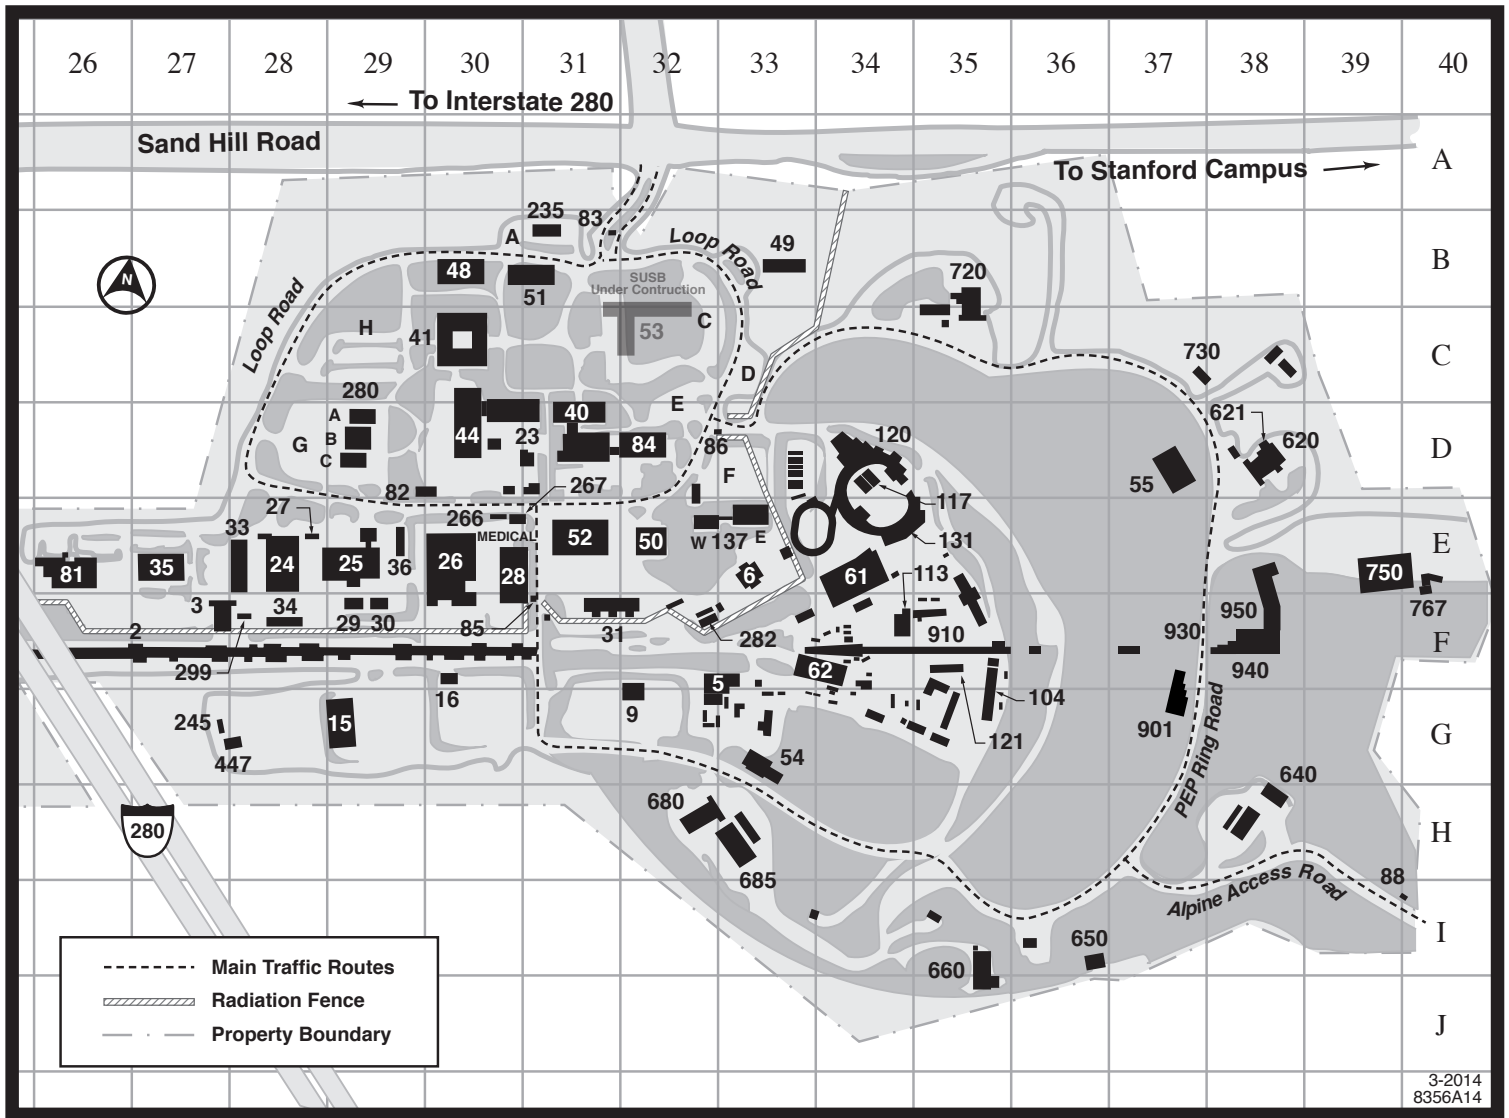 26 27 28 29 30 31 32 33 34 35 36 37 38 39 40
To Interstate 280
Sand Hill Road
A
To Stanford Campus
235 83
A
Loop Road
49
B
48
51
SUSB
Under Contruction
720
Loop Road
H
41
53
C
C
D
730
280
A
B
C
G
44
40
E
23
84
86
120
621
620
D
55
82
267
F
117
27
33
266
MEDICAL
W 137 E
131
E
81
35
24
25
36
26
28
52
50
6
61
113
750
767
3
34
29 30
85
31
282
910
950
930
940
F
2
299
16
5
62
104
245
447
15
9
121
901
G
54
PEP Ring Road
640
280
680
685
H
88
Alpine Access Road
I
650
660
Main Traffic Routes
Radiation Fence
Property Boundary
J
N
3-2014
8356A14